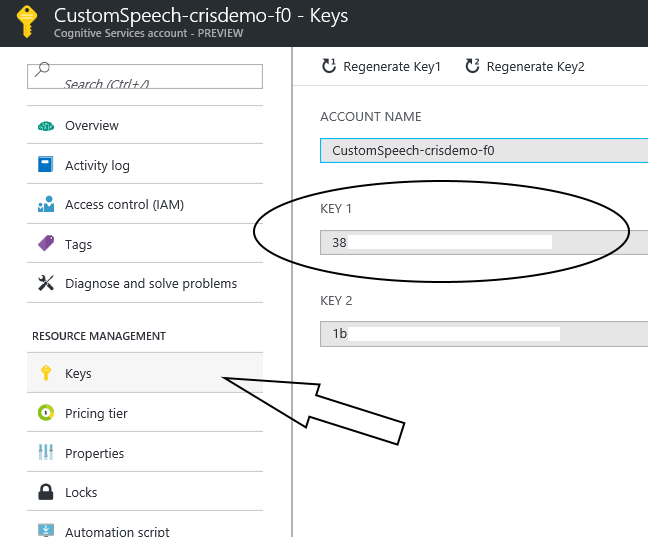 CustomSpeech-crisdemo-f0 - Keys
Cognitive Services account - PREVIEW
Search (Ctrl+/)
Overview
Activity log
Access control (IAM)
Tags
Diagnose and solve problems
RESOURCE MANAGEMENT
Keys
Pricing tier
Properties
Locks
Automation script
Regenerate Key1
Regenerate Key2
ACCOUNT NAME
CustomSpeech-crisdemo-f0
KEY 1
38
KEY 2
1b